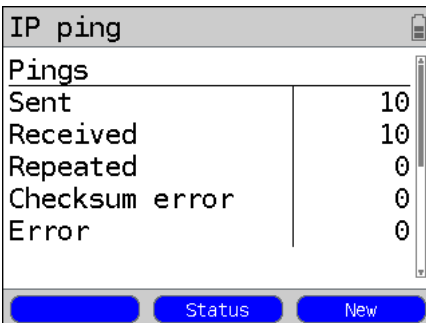 IP ping
Pings
Sent 10
Received 10
Repeated 0
Checksum error 0
Error 0
Status New